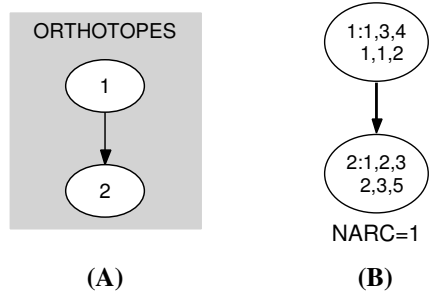 ORTHOTOPES
1
2
(A)
1:1,3,4
1,1,2
2:1,2,3
2,3,5
NARC=1
(B)